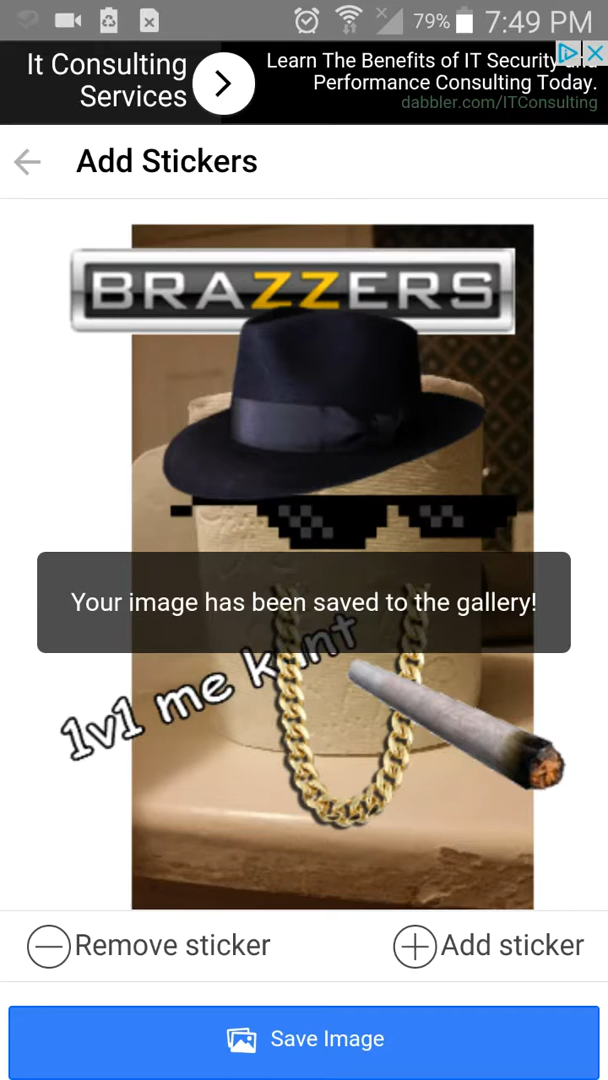 79% 7:49 PM
It Consulting
Services
Learn The Benefits of IT Security and
Performance Consulting Today.
dabbler.com/ITConsulting
Add Stickers
BRAZZERS
Your image has been saved to the gallery!
1v1 me kunt
Remove sticker
Add sticker
Save Image